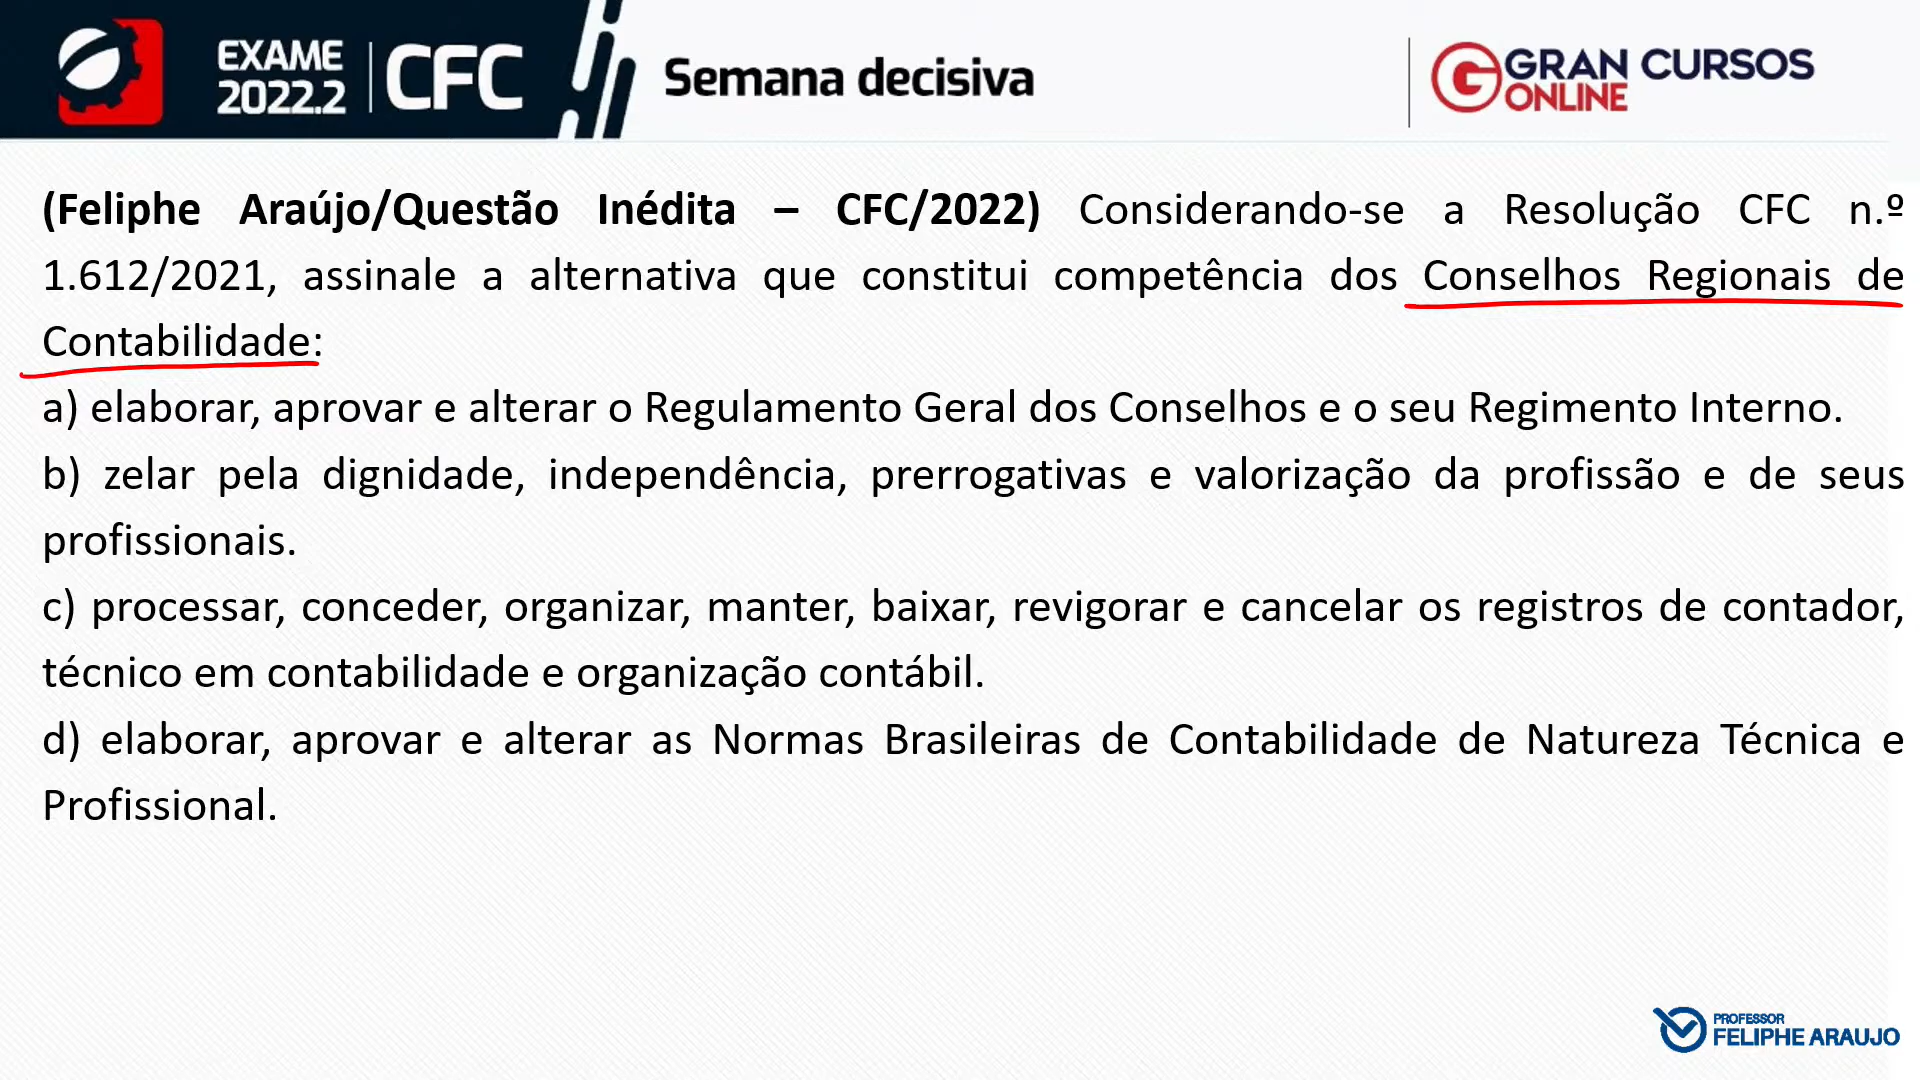 EXAME
2022.2
CFC
Semana decisiva
GRAN CURSOS
ONLINE
(Feliphe Araújo/Questão Inédita – CFC/2022) Considerando-se a Resolução CFC n.º
1.612/2021, assinale a alternativa que constitui competência dos Conselhos Regionais de
Contabilidade:
a) elaborar, aprovar e alterar o Regulamento Geral dos Conselhos e o seu Regimento Interno.
b) zelar pela dignidade, independência, prerrogativas e valorização da profissão e de seus
profissionais.
c) processar, conceder, organizar, manter, baixar, revigorar e cancelar os registros de contador,
técnico em contabilidade e organização contábil.
d) elaborar, aprovar e alterar as Normas Brasileiras de Contabilidade de Natureza Técnica e
Profissional.
PROFESSOR
FELIPHE ARAUJO